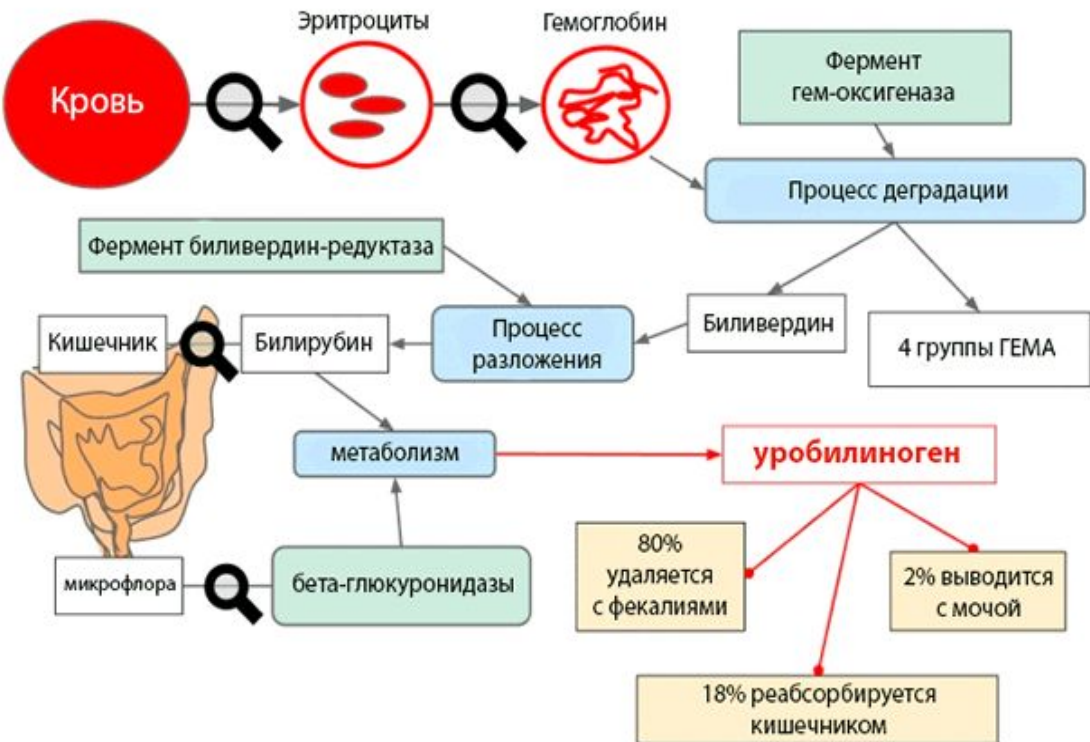 Эритроциты
Гемоглобин
Кровь
Фермент
гем-оксигеназа
Процесс деградации
Фермент биливердин-редуктаза
Кишечник
Билирубин
Процесс
разложения
Биливердин
4 группы ГЕМА
метаболизм
уробилиноген
80%
удаляется
с фекалиями
2% выводится
с мочой
микрофлора
бета-глюкуронидазы
18% реабсорбируется
кишечником